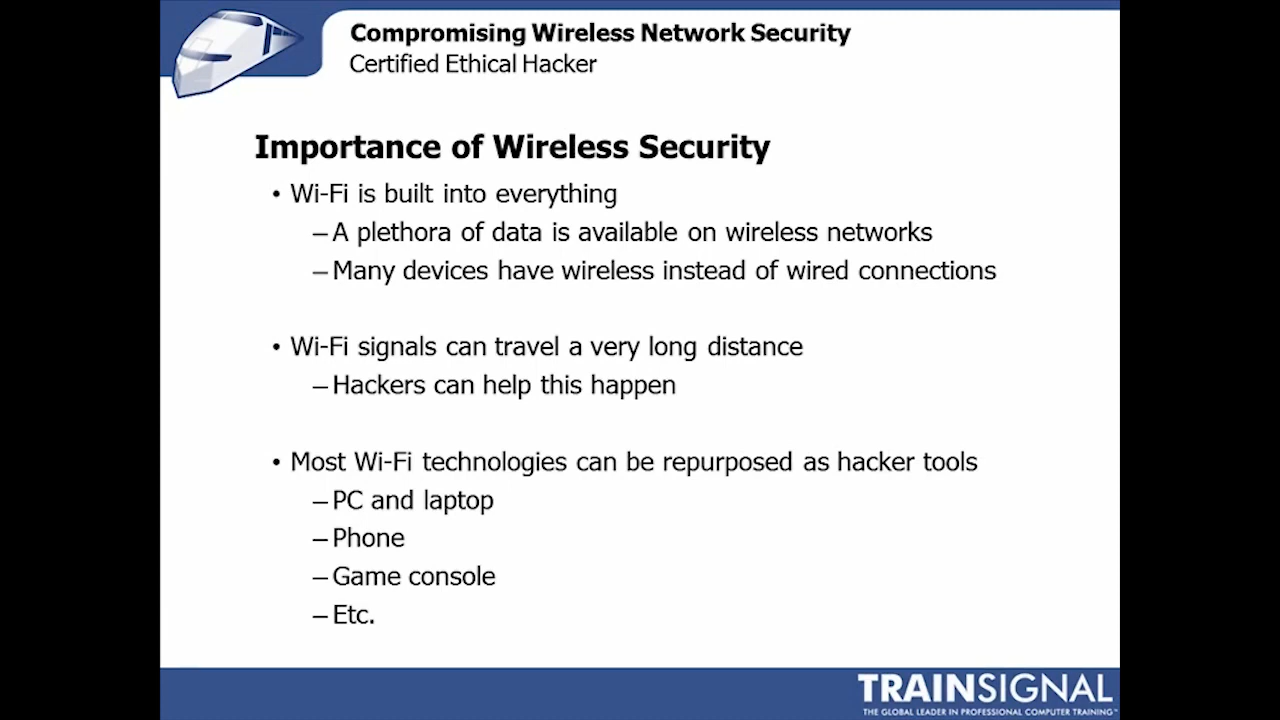 Compromising Wireless Network Security
Certified Ethical Hacker
Importance of Wireless Security
• Wi-Fi is built into everything
– A plethora of data is available on wireless networks
– Many devices have wireless instead of wired connections
• Wi-Fi signals can travel a very long distance
– Hackers can help this happen
• Most Wi-Fi technologies can be repurposed as hacker tools
– PC and laptop
– Phone
– Game console
– Etc.
TRAINSIGNAL
THE GLOBAL LEADER IN PROFESSIONAL COMPUTER TRAINING™